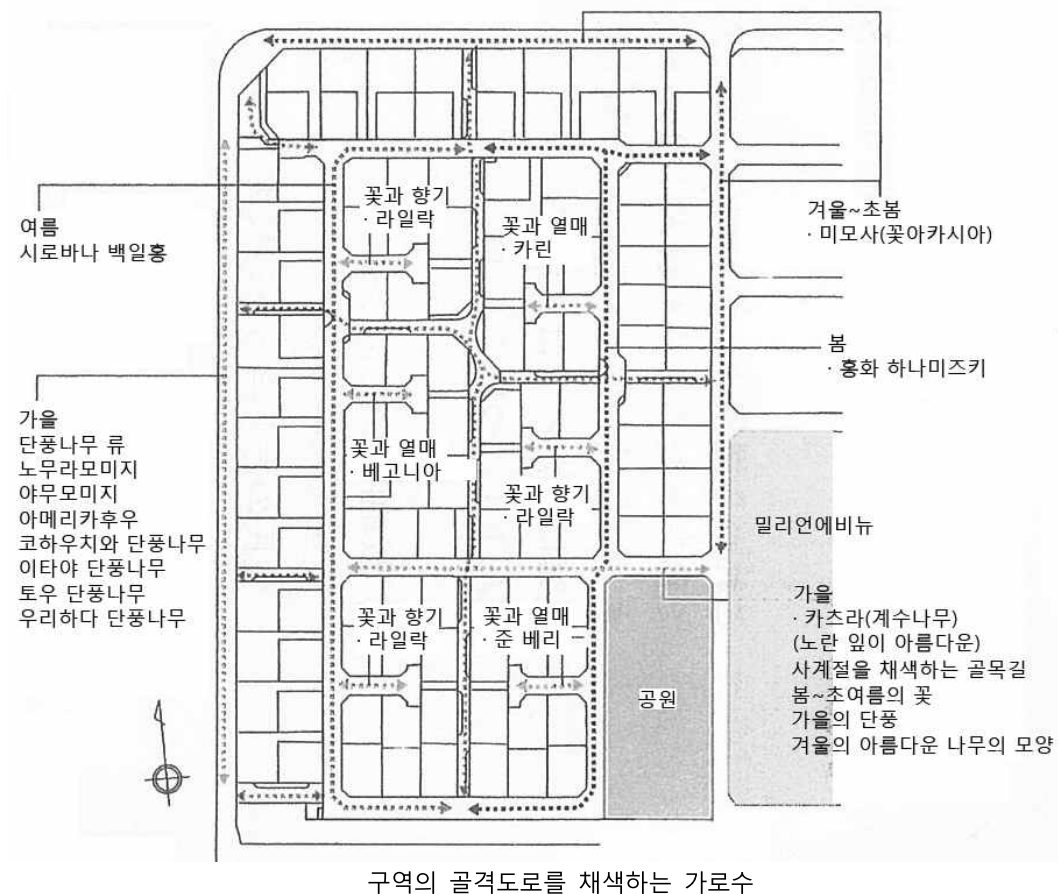 꽃과 향기
· 라일락
꽃과 열매
· 카린
겨울~초봄
· 미모사(꽃아카시아)
여름
시로바나 백일홍
봄
· 홍화 하나미즈키
가을
단풍나무 류
노무라모미지
야무모미지
아메리카후우
코하우치와 단풍나무
이타야 단풍나무
토우 단풍나무
우리하다 단풍나무
꽃과 열매
· 베고니아
꽃과 향기
· 라일락
밀리언에비뉴
꽃과 향기
· 라일락
꽃과 열매
· 준 베리
공원
가을
· 카츠라(계수나무)
(노란 잎이 아름다운)
사계절을 채색하는 골목길
봄~초여름의 꽃
가을의 단풍
겨울의 아름다운 나무의 모양
구역의 골격도로를 채색하는 가로수